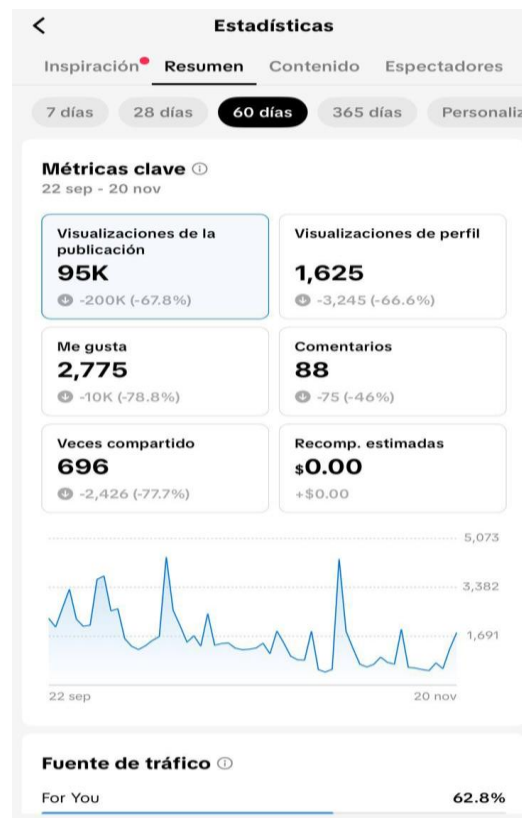 Estadísticas
Inspiración Resumen Contenido Espectadores
7 días 28 días 60 días 365 días Personaliz
Métricas clave
22 sep - 20 nov
Visualizaciones de la publicación
95K
-200K (-67.8%)
Visualizaciones de perfil
1,625
-3,245 (-66.6%)
Me gusta
2,775
-10K (-78.8%)
Comentarios
88
-75 (-46%)
Veces compartido
696
-2,426 (-77.7%)
Recomp. estimadas
$0.00
+$0.00
5,073
3,382
1,691
22 sep 20 nov
Fuente de tráfico
For You 62.8%